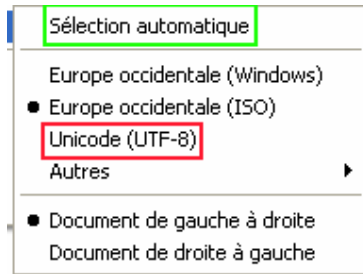 Sélection automatique
Europe occidentale (Windows)
Europe occidentale (ISO)
Unicode (UTF-8)
Autres
Document de gauche à droite
Document de droite à gauche